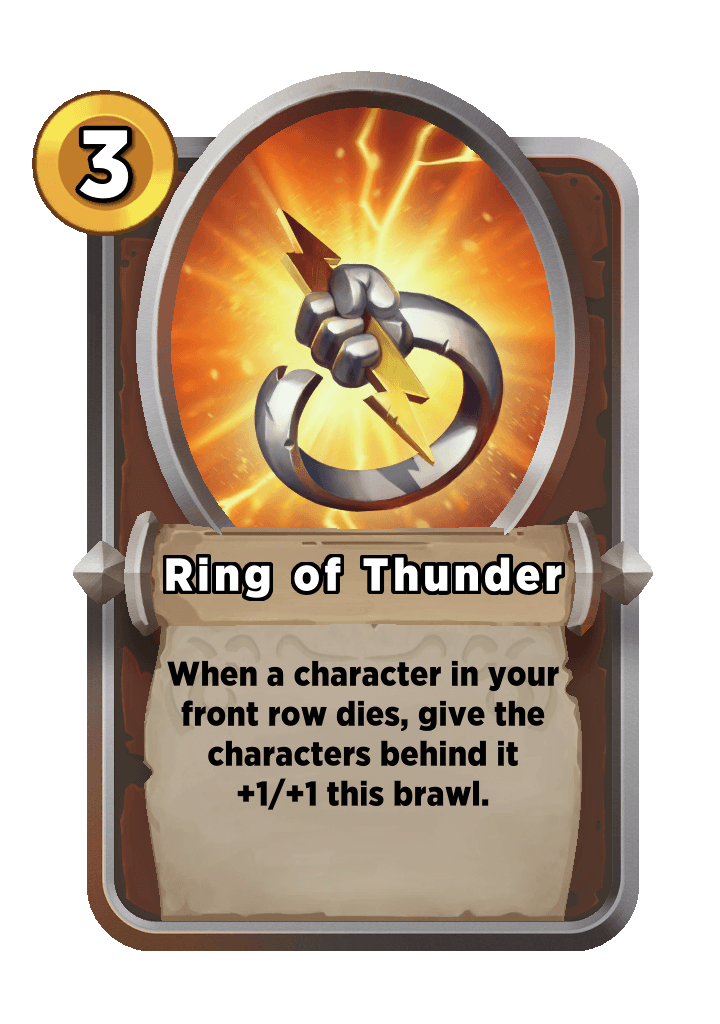 3
Ring of Thunder
When a character in your
front row dies, give the
characters behind it
+1/+1 this brawl.